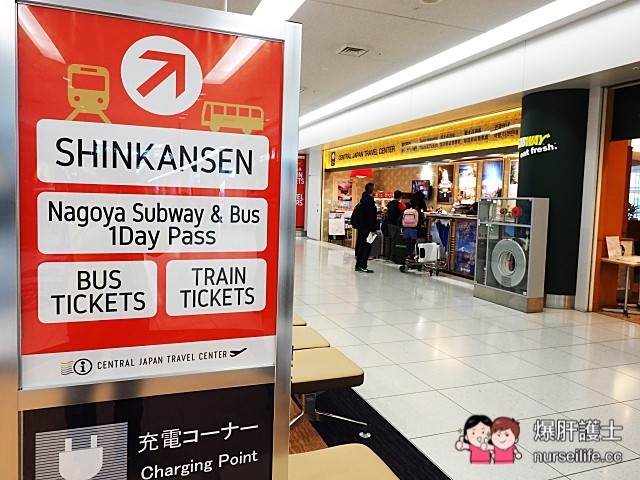 SHINKANSEN
Nagoya Subway & Bus
1Day Pass
BUS
TICKETS
TRAIN
TICKETS
CENTRAL JAPAN TRAVEL CENTER
充電コーナー
Charging Point
CENTRAL JAPAN TRAVEL CENTER
WAY
eat fresh.
爆肝護士
nurseilife.cc